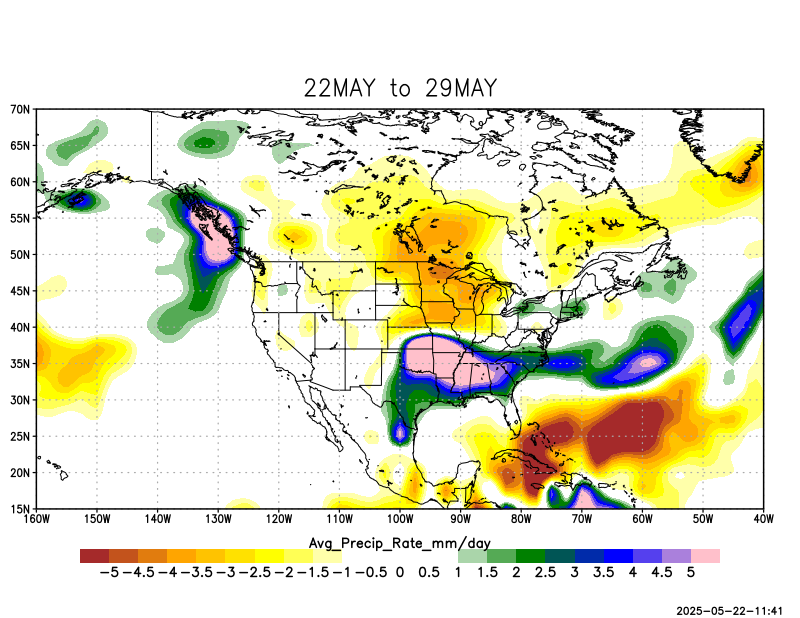 22MAY to 29MAY
70N
65N
60N
55N
50N
45N
40N
35N
30N
25N
20N
15N
160W 150W 140W 130W 120W 110W 100W 90W 80W 70W 60W 50W 40W
Avg_Precip_Rate_mm/day
-5 -4.5 -4 -3.5 -3 -2.5 -2 -1.5 -1 -0.5 0 0.5 1 1.5 2 2.5 3 3.5 4 4.5 5
2025-05-22-11:41